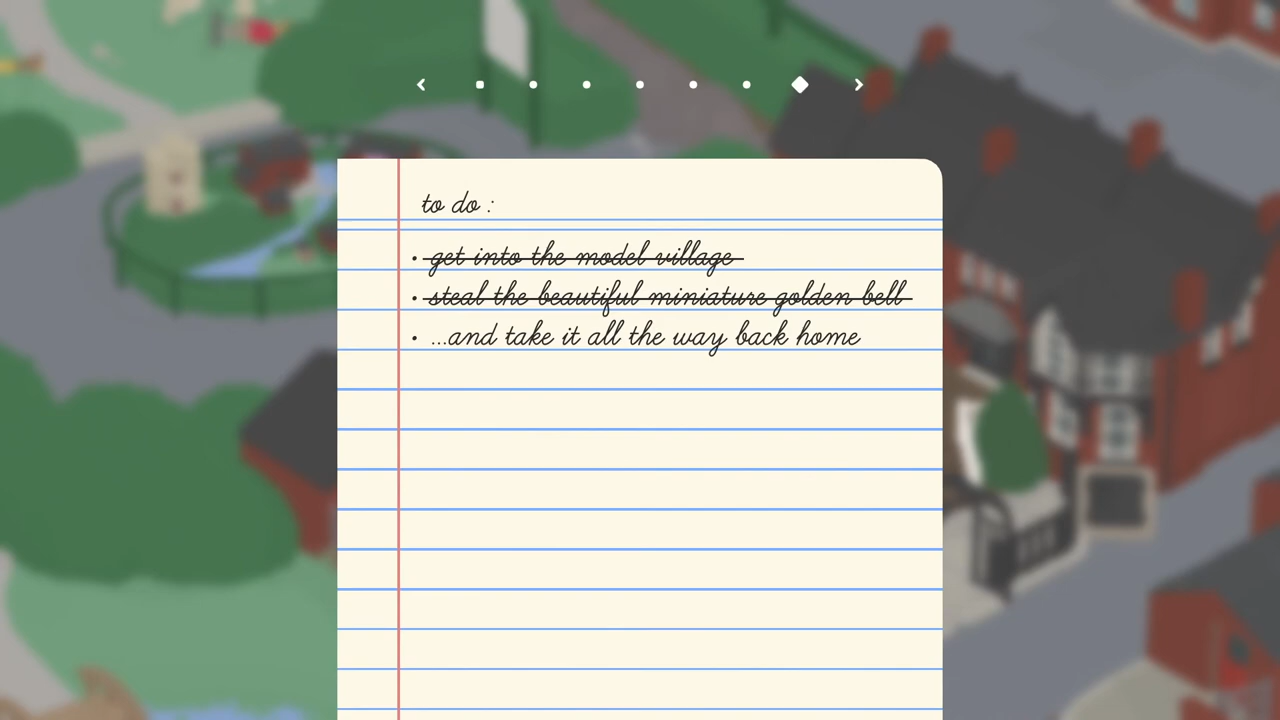 to do :
• get into the model village
• steal the beautiful miniature golden bell
• ...and take it all the way back home